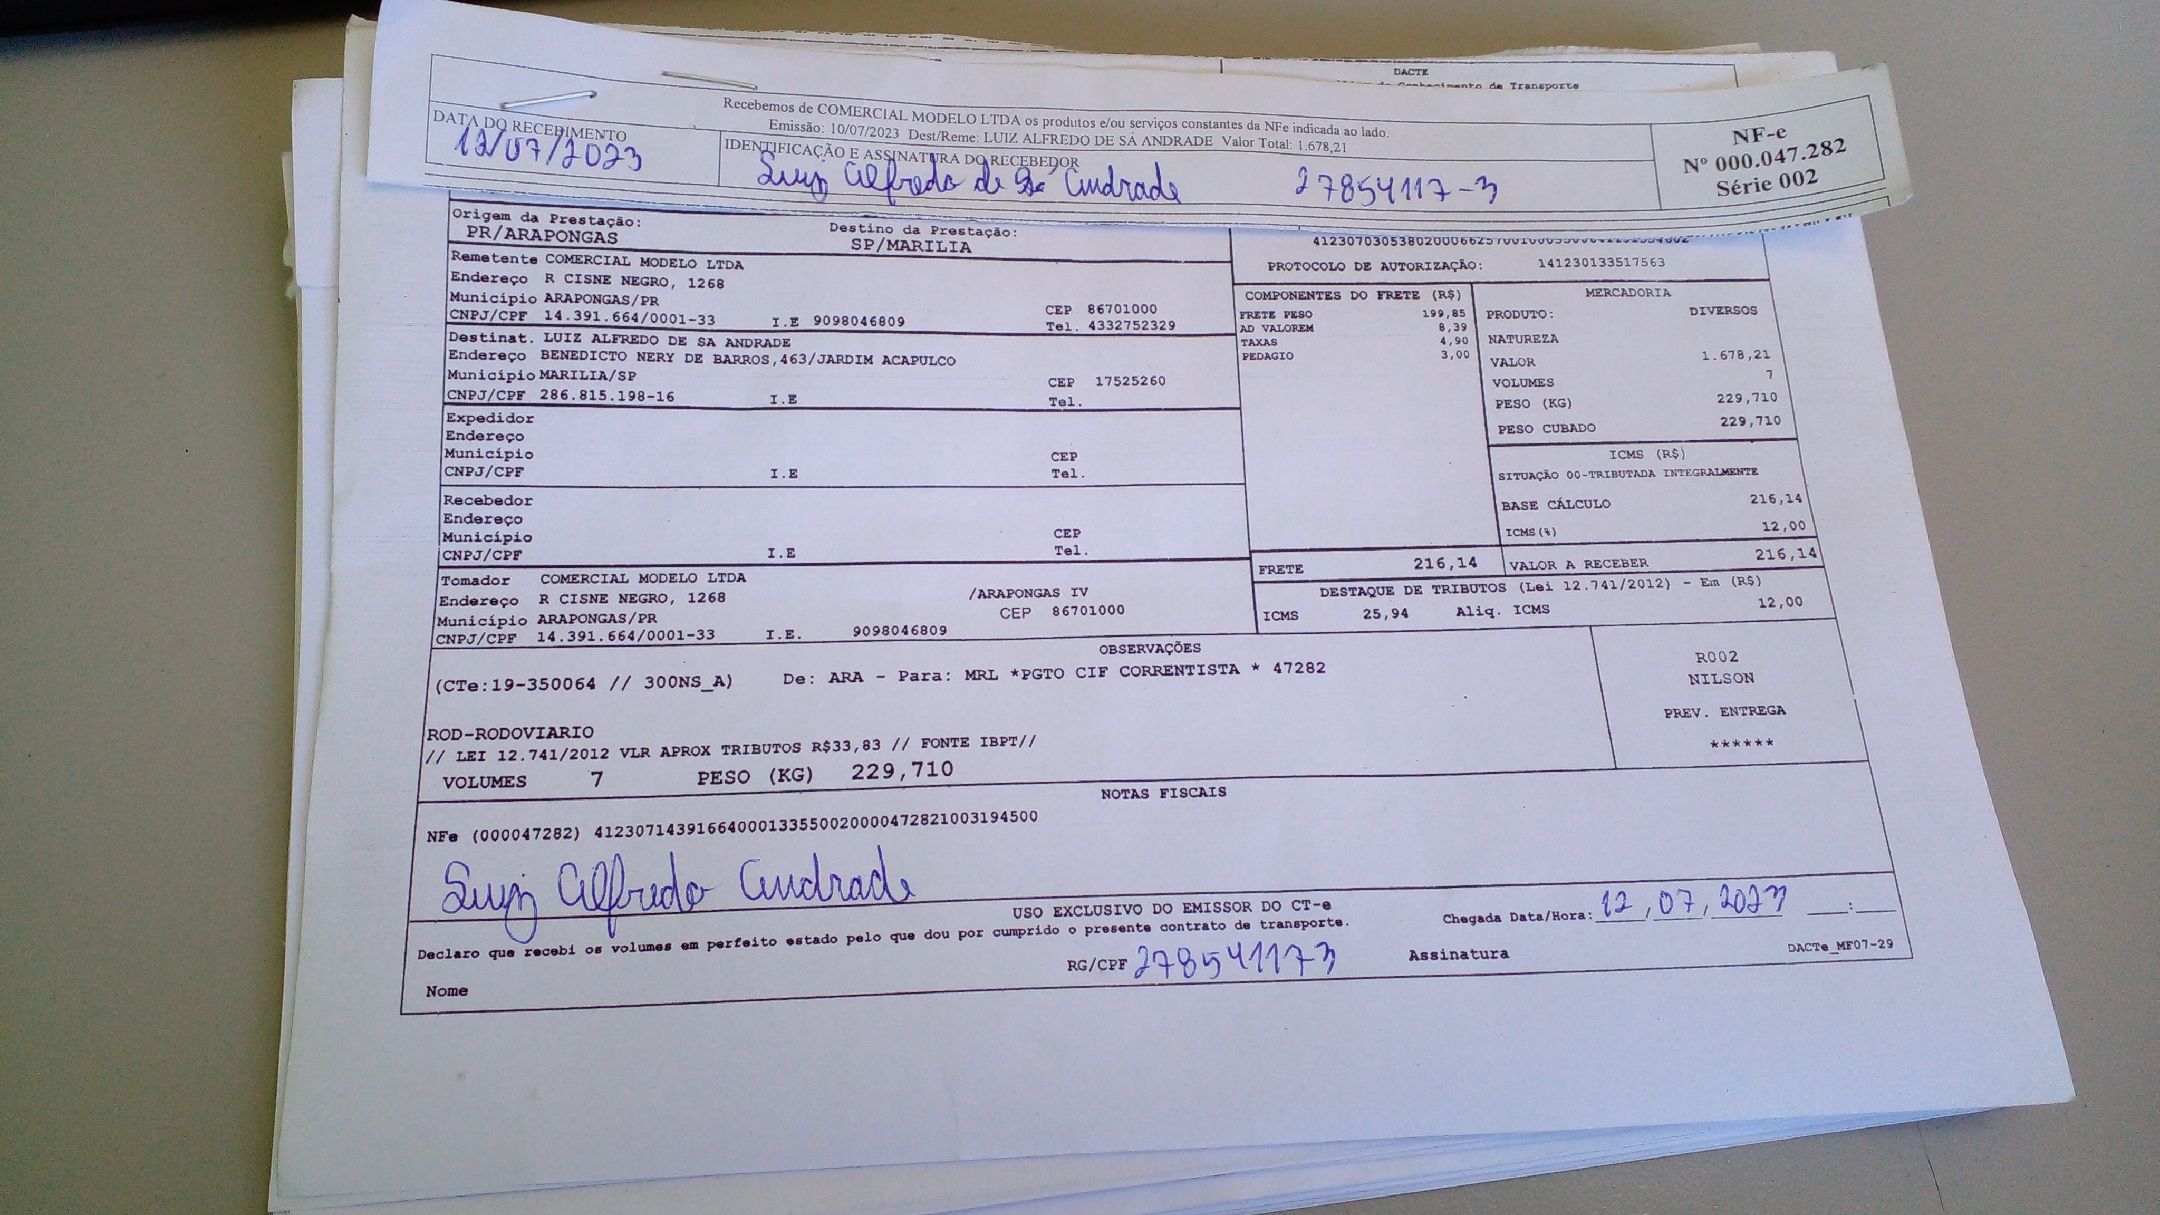 DACTE
Conhecimento de Transporte
Recebemos de COMERCIAL MODELO LTDA os produtos e/ou serviços constantes da NFe indicada ao lado.
Emissão: 10/07/2023 Dest/Reme: LUIZ ALFREDO DE SÁ ANDRADE Valor Total: 1.678,21
DATA DO RECEBIMENTO
12/07/2023
IDENTIFICAÇÃO E ASSINATURA DO RECEBEDOR
Luiz Alfredo de Sá Andrade 27854117-3
NF-e
Nº 000.047.282
Série 002
Origem da Prestação:
PR/ARAPONGAS
Destino da Prestação:
SP/MARILIA
PROTOCOLO DE AUTORIZAÇÃO: 141230133517563
Remetente COMERCIAL MODELO LTDA
Endereço R CISNE NEGRO, 1268
Município ARAPONGAS/PR CEP 86701000
CNPJ/CPF 14.391.664/0001-33 I.E 9098046809 Tel. 4332752329
Destinat. LUIZ ALFREDO DE SA ANDRADE
Endereço BENEDICTO NERY DE BARROS,463/JARDIM ACAPULCO
Município MARILIA/SP CEP 17525260
CNPJ/CPF 286.815.198-16 I.E Tel.
Expedidor
Endereço
Município CEP
CNPJ/CPF I.E Tel.
Recebedor
Endereço
Município CEP
CNPJ/CPF I.E Tel.
Tomador COMERCIAL MODELO LTDA
Endereço R CISNE NEGRO, 1268 /ARAPONGAS IV
Município ARAPONGAS/PR CEP 86701000
CNPJ/CPF 14.391.664/0001-33 I.E. 9098046809
COMPONENTES DO FRETE (R$)
FRETE PESO 199,85
AD VALOREM 8,39
TAXAS 4,90
PEDAGIO 3,00
MERCADORIA
PRODUTO: DIVERSOS
NATUREZA
VALOR 1.678,21
VOLUMES 7
PESO (KG) 229,710
PESO CUBADO 229,710
ICMS (R$)
SITUAÇÃO 00-TRIBUTADA INTEGRALMENTE
BASE CÁLCULO 216,14
ICMS(%) 12,00
FRETE 216,14 VALOR A RECEBER 216,14
DESTAQUE DE TRIBUTOS (Lei 12.741/2012) - Em (R$)
ICMS 25,94 Aliq. ICMS 12,00
OBSERVAÇÕES
(CTe:19-350064 // 300NS_A) De: ARA - Para: MRL *PGTO CIF CORRENTISTA * 47282
ROD-RODOVIARIO
// LEI 12.741/2012 VLR APROX TRIBUTOS R$33,83 // FONTE IBPT//
VOLUMES 7 PESO (KG) 229,710
R002
NILSON
PREV. ENTREGA
******
NOTAS FISCAIS
NFe (000047282) 41230714391664000133550020000472821003194500
Luiz Alfredo Andrade
USO EXCLUSIVO DO EMISSOR DO CT-e
Chegada Data/Hora: 12,07,2023 ___:___
Declaro que recebi os volumes em perfeito estado pelo que dou por cumprido o presente contrato de transporte.
RG/CPF 278541173 Assinatura DACTe_MF07-29
Nome